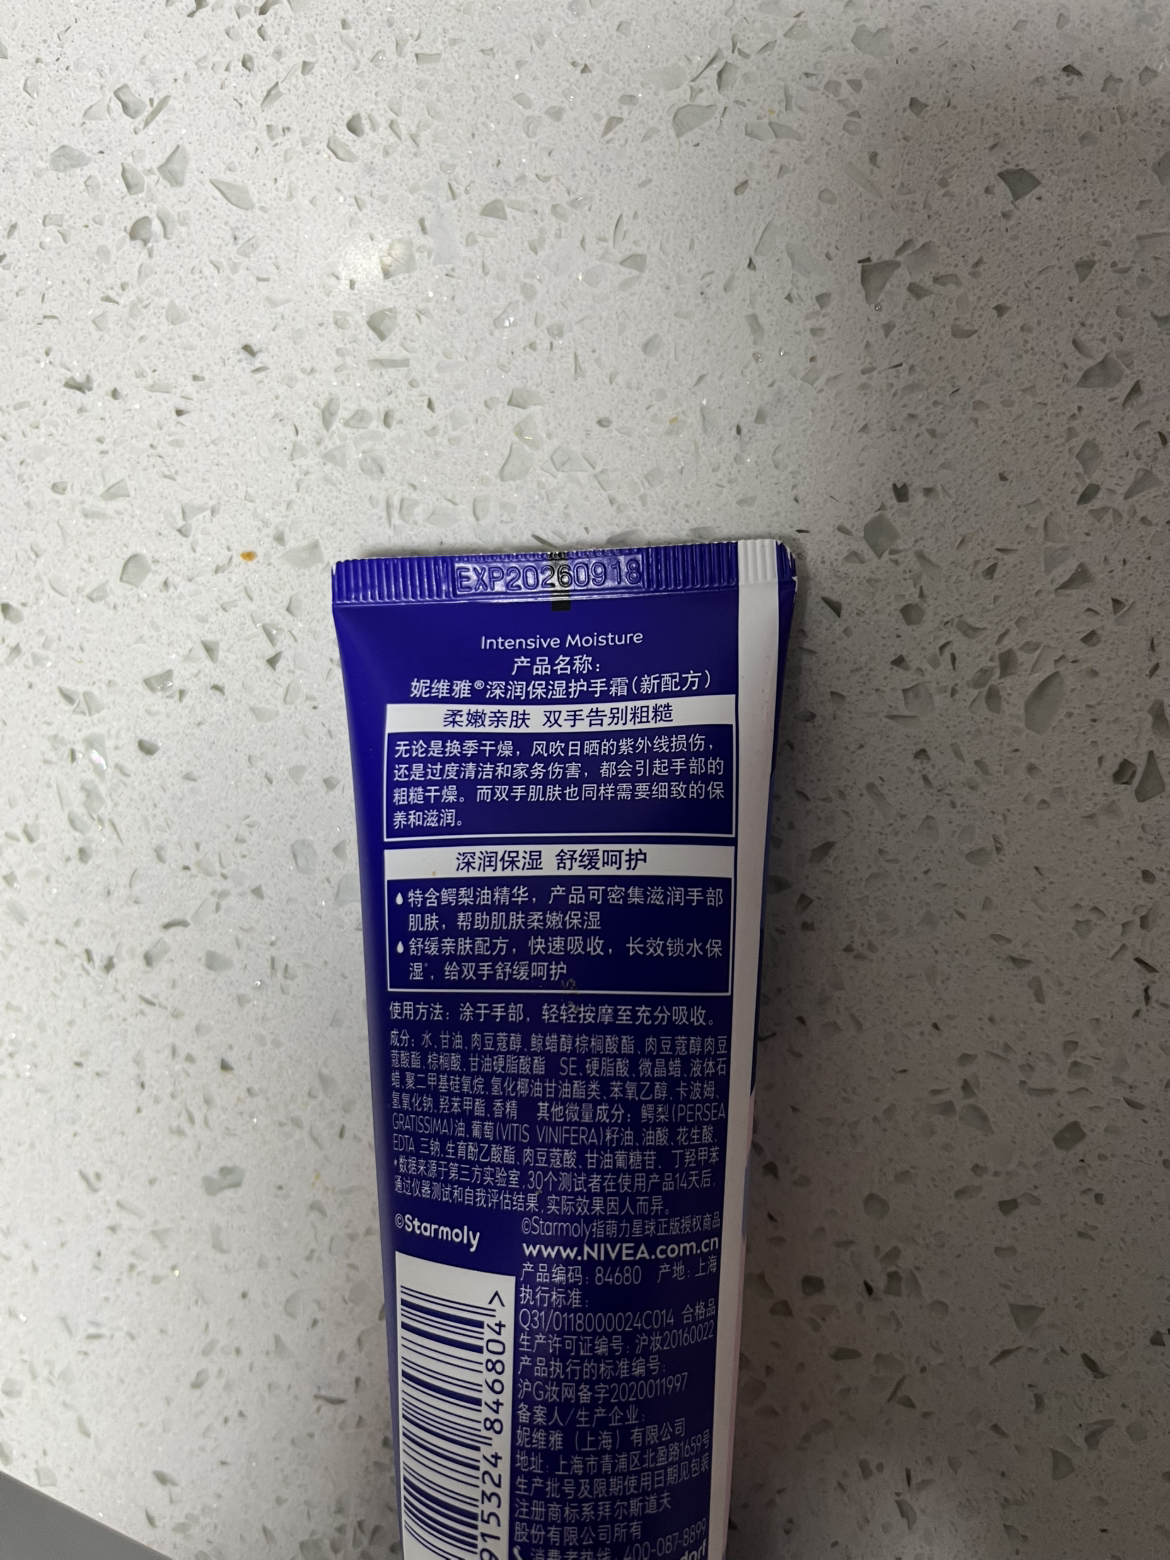 EXP20260918
Intensive Moisture
产品名称：
妮维雅®深润保湿护手霜(新配方)
柔嫩亲肤 双手告别粗糙
无论是换季干燥，风吹日晒的紫外线损伤，
还是过度清洁和家务伤害，都会引起手部的
粗糙干燥。而双手肌肤也同样需要细致的保
养和滋润。
深润保湿 舒缓呵护
特含鳄梨油精华，产品可密集滋润手部
肌肤，帮助肌肤柔嫩保湿
舒缓亲肤配方，快速吸收，长效锁水保
湿*，给双手舒缓呵护
使用方法：涂于手部，轻轻按摩至充分吸收。
成分：水、甘油、肉豆蔻醇、鲸蜡醇棕榈酸酯、肉豆蔻醇肉豆
蔻酸酯、棕榈酸、甘油硬脂酸酯 SE、硬脂酸、微晶蜡、液体石
蜡、聚二甲基硅氧烷、氢化椰油甘油酯类、苯氧乙醇、卡波姆、
氢氧化钠、羟苯甲酯、香精 其他微量成分：鳄梨(PERSEA
GRATISSIMA)油、葡萄(VITIS VINIFERA)籽油、油酸、花生酸、
EDTA 三钠、生育酚乙酸酯、肉豆蔻酸、甘油葡糖苷、丁羟甲苯
*数据来源于第三方实验室，30个测试者在使用产品14天后，
通过仪器测试和自我评估结果，实际效果因人而异。
©Starmoly
©Starmoly指萌力星球正版授权商品
www.NIVEA.com.cn
产品编码：84680 产地：上海
执行标准：
Q31/0118000024C014 合格品
生产许可证编号：沪妆20160022
产品执行的标准编号：
沪G妆网备字2020011997
备案人/生产企业：
妮维雅（上海）有限公司
地址：上海市青浦区北盈路1659号
生产批号及限期使用日期见包装
注册商标系拜尔斯道夫
股份有限公司所有
消费者热线：400-087-8899
915324 846804 >